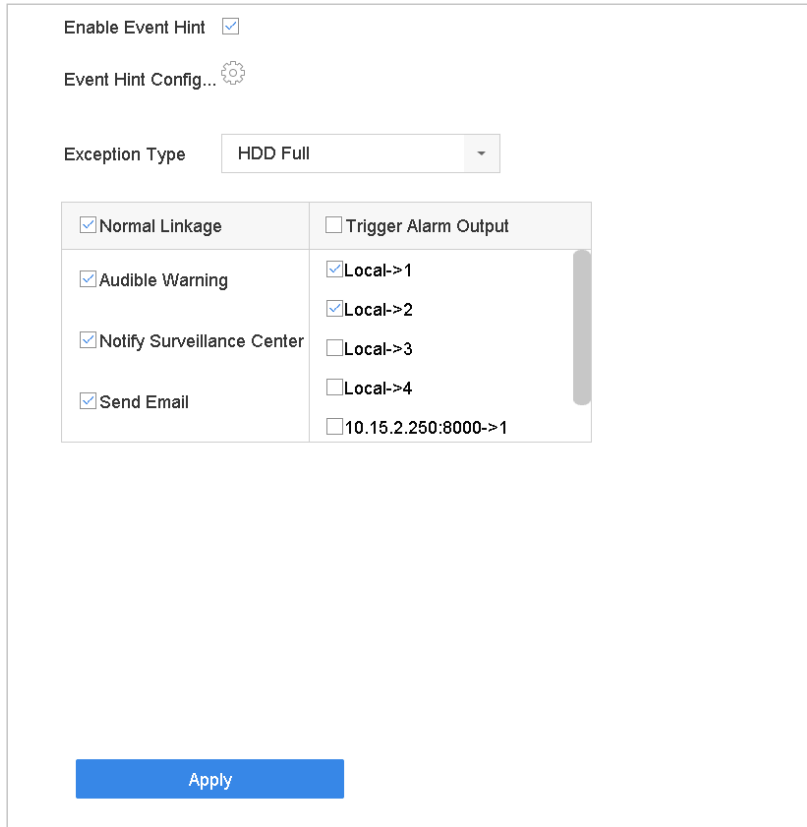 Enable Event Hint
Event Hint Config...
Exception Type HDD Full
Normal Linkage Trigger Alarm Output
Audible Warning
Notify Surveillance Center
Send Email
Local->1
Local->2
Local->3
Local->4
10.15.2.250:8000->1
Apply